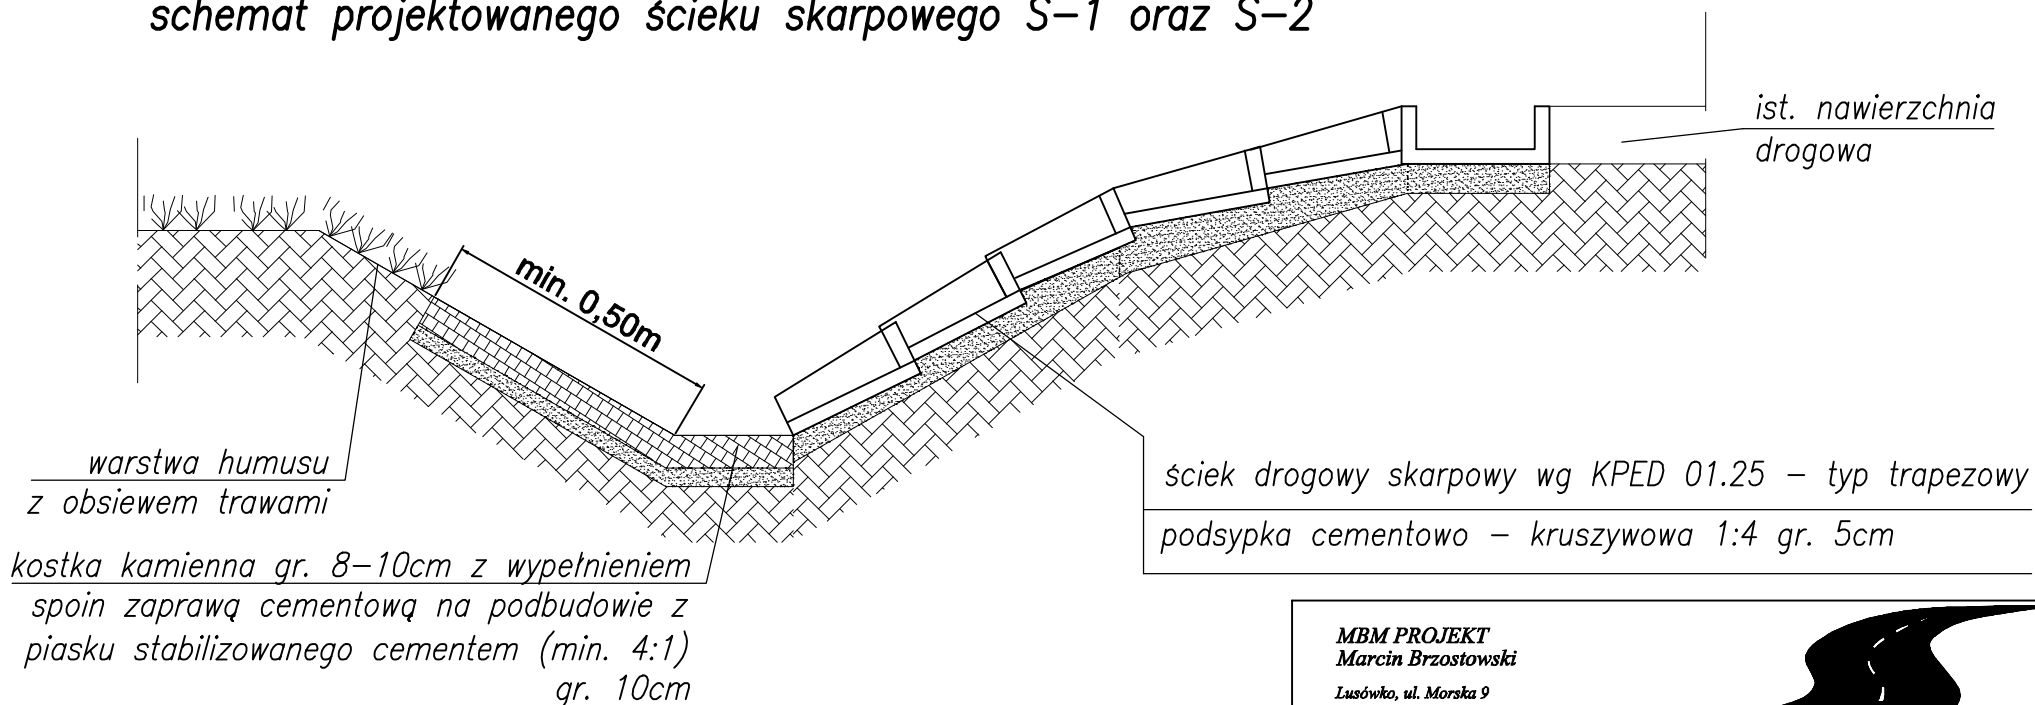 schemat projektowanego ścieku skarpowego S-1 oraz S-2
ist. nawierzchnia
drogowa
min. 0,50m
warstwa humusu
z obsiewem trawami
ściek drogowy skarpowy wg KPED 01.25 - typ trapezowy
podsypka cementowo - kruszywowa 1:4 gr. 5cm
kostka kamienna gr. 8-10cm z wypełnieniem
spoin zaprawą cementową na podbudowie z
piasku stabilizowanego cementem (min. 4:1)
gr. 10cm
MBM PROJEKT
Marcin Brzostowski
Lusówko, ul. Morska 9